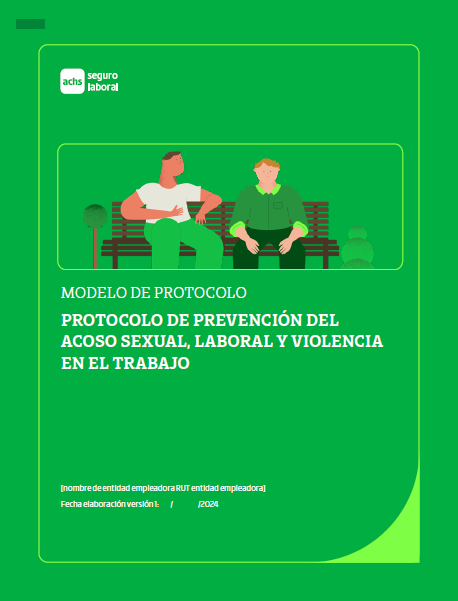 achs
seguro
laboral
MODELO DE PROTOCOLO
PROTOCOLO DE PREVENCIÓN DEL
ACOSO SEXUAL, LABORAL Y VIOLENCIA
EN EL TRABAJO
[nombre de entidad empleadora RUT entidad empleadora]
Fecha elaboración versión 1: / /2024